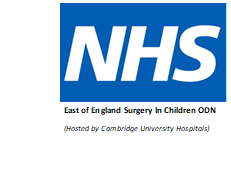 NHS
East of England Surgery In Children ODN
(Hosted by Cambridge University Hospitals)